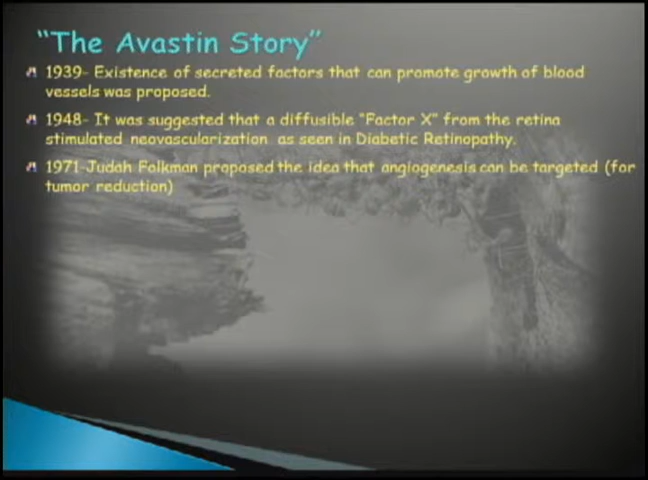 “The Avastin Story”
1939- Existence of secreted factors that can promote growth of blood
vessels was proposed.
1948- It was suggested that a diffusible “Factor X” from the retina
stimulated neovascularization as seen in Diabetic Retinopathy.
1971-Judah Folkman proposed the idea that angiogenesis can be targeted (for
tumor reduction)